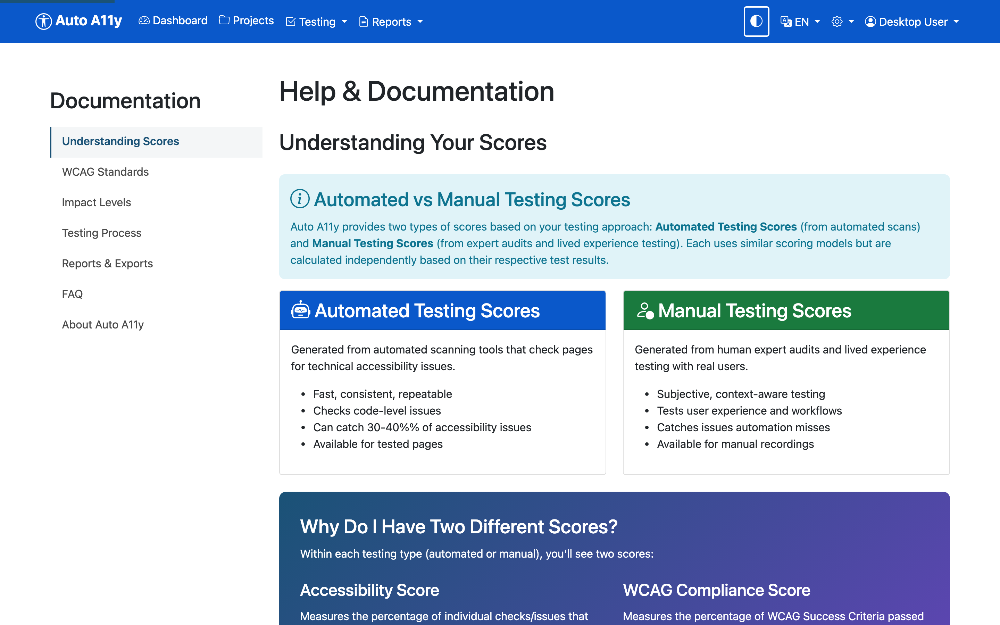 Auto A11y Dashboard Projects Testing Reports EN Desktop User
Documentation
Understanding Scores
WCAG Standards
Impact Levels
Testing Process
Reports & Exports
FAQ
About Auto A11y
Help & Documentation
Understanding Your Scores
Automated vs Manual Testing Scores
Auto A11y provides two types of scores based on your testing approach: Automated Testing Scores (from automated scans)
and Manual Testing Scores (from expert audits and lived experience testing). Each uses similar scoring models but are
calculated independently based on their respective test results.
Automated Testing Scores
Generated from automated scanning tools that check pages
for technical accessibility issues.
• Fast, consistent, repeatable
• Checks code-level issues
• Can catch 30-40%% of accessibility issues
• Available for tested pages
Manual Testing Scores
Generated from human expert audits and lived experience
testing with real users.
• Subjective, context-aware testing
• Tests user experience and workflows
• Catches issues automation misses
• Available for manual recordings
Why Do I Have Two Different Scores?
Within each testing type (automated or manual), you'll see two scores:
Accessibility Score
Measures the percentage of individual checks/issues that
WCAG Compliance Score
Measures the percentage of WCAG Success Criteria passed